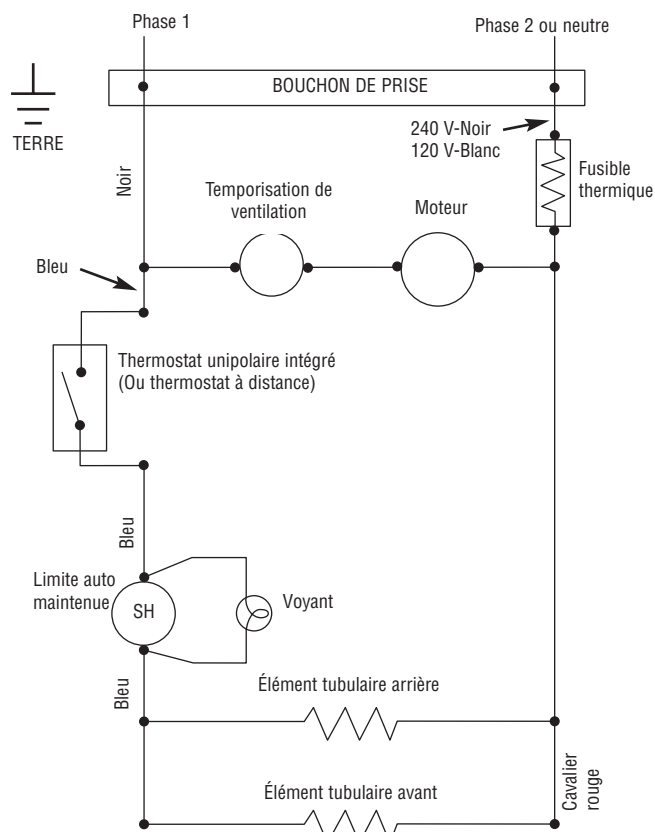 Phase 1
Phase 2 ou neutre
BOUCHON DE PRISE
TERRE
240 V-Noir
120 V-Blanc
Fusible
thermique
Noir
Temporisation de
ventilation
Moteur
Bleu
Thermostat unipolaire intégré
(Ou thermostat à distance)
Bleu
Limite auto
maintenue
SH
Voyant
Bleu
Élément tubulaire arrière
Élément tubulaire avant
Cavalier
rouge